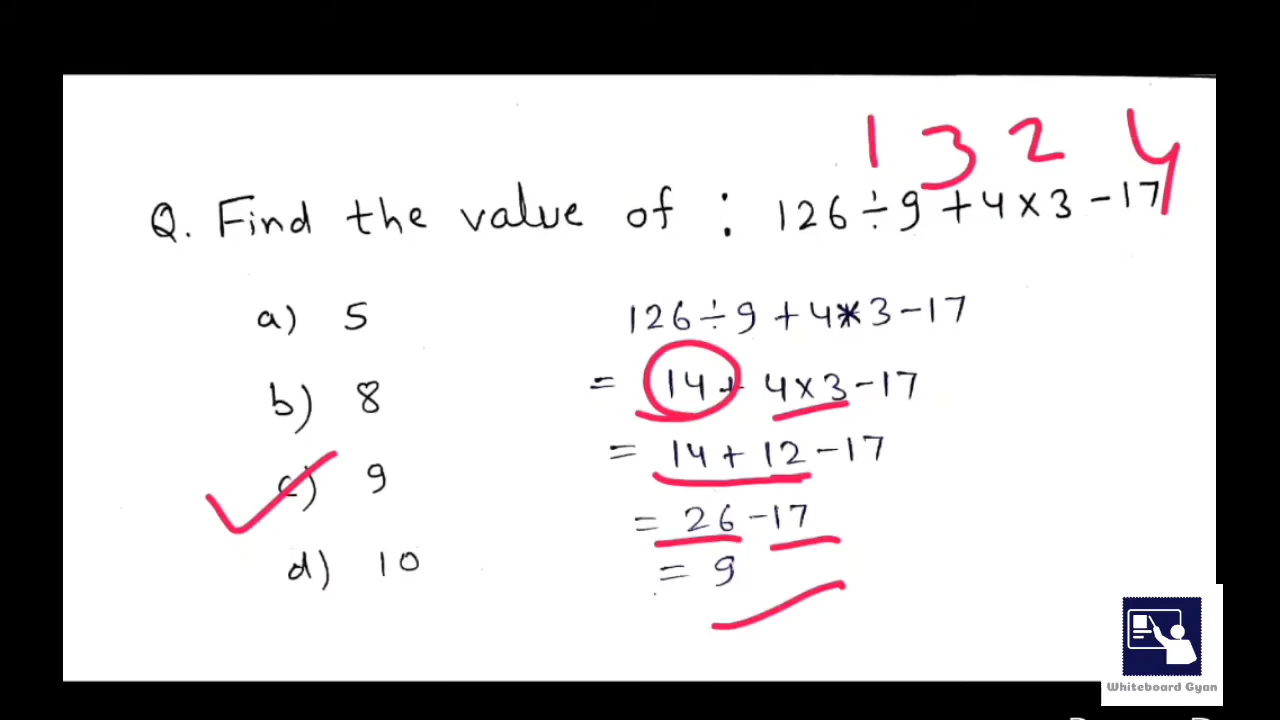 1 3 2 4
Q. Find the value of : 126 ÷ 9 + 4 × 3 - 17
a) 5
b) 8
c) 9
d) 10
126 ÷ 9 + 4 * 3 - 17
= 14 + 4 × 3 - 17
= 14 + 12 - 17
= 26 - 17
= 9
Whiteboard Gyan